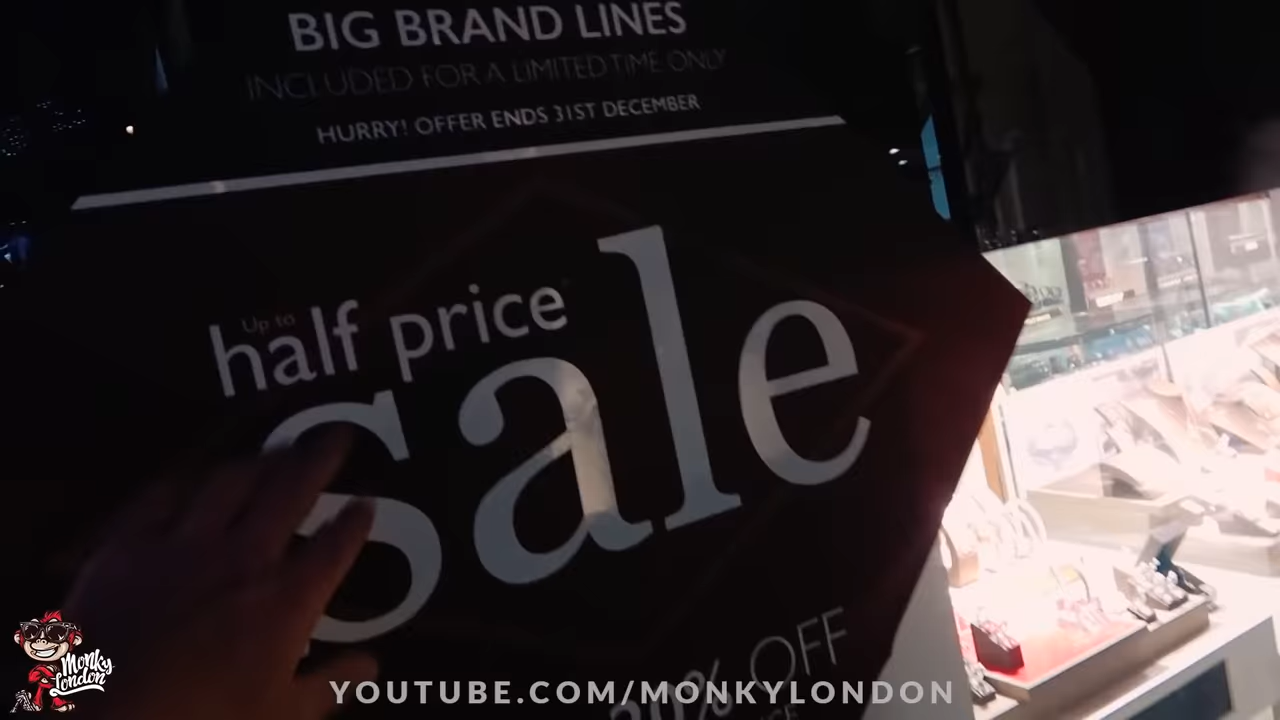 BIG BRAND LINES
INCLUDED FOR A LIMITED TIME ONLY
HURRY! OFFER ENDS 31ST DECEMBER
Up to
half price
sale
% OFF
Monky
London
YOUTUBE.COM/MONKYLONDON